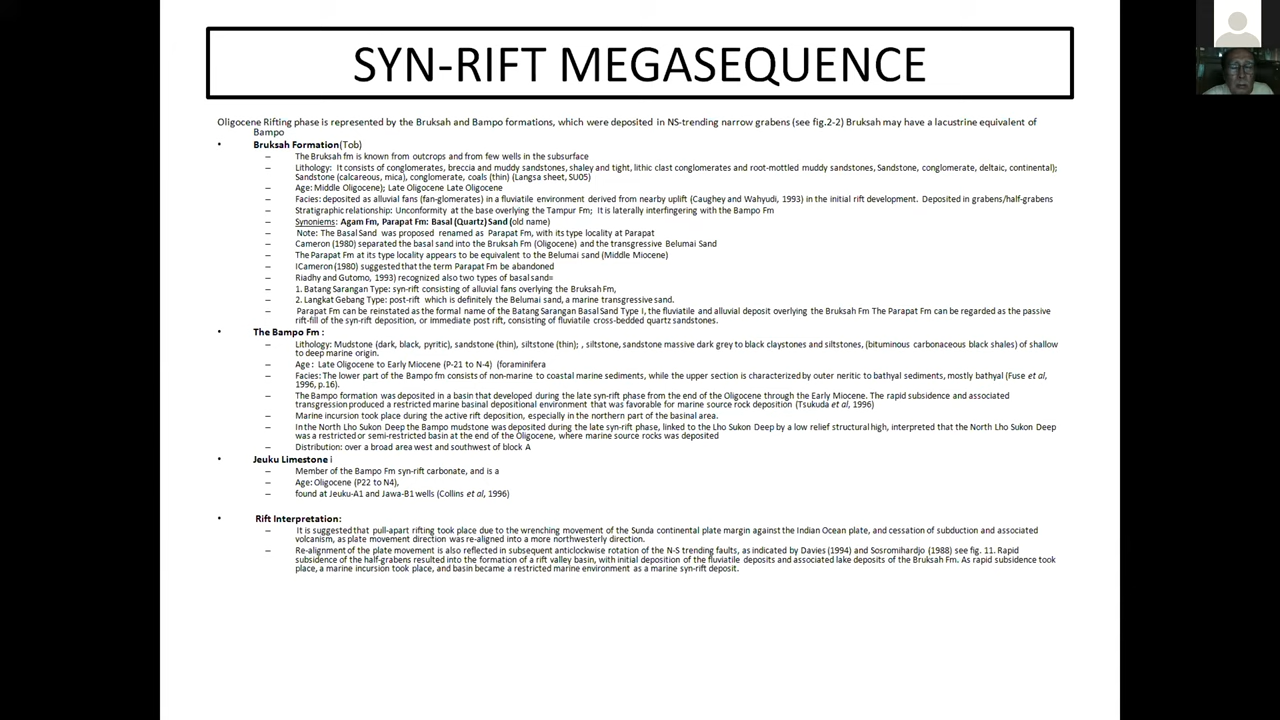 SYN-RIFT MEGASEQUENCE
Oligocene Rifting phase is represented by the Bruksah and Bampo formations, which were deposited in NS-trending narrow grabens (see fig.2-2) Bruksah may have a lacustrine equivalent of
Bampo
• Bruksah Formation(Tob)
– The Bruksah fm is known from outcrops and from few wells in the subsurface
– Lithology: It consists of conglomerates, breccia and muddy sandstones, shaley and tight, lithic clast conglomerates and root-mottled muddy sandstones, Sandstone, conglomerate, deltaic, continental);
Sandstone (calcareous, mica), conglomerate, coals (thin) (Langsa sheet, SU05)
– Age: Middle Oligocene); Late Oligocene Late Oligocene
– Facies: deposited as alluvial fans (fan-glomerates) in a fluviatile environment derived from nearby uplift (Caughey and Wahyudi, 1993) in the initial rift development. Deposited in grabens/half-grabens
– Stratigraphic relationship: Unconformity at the base overlying the Tampur Fm; It is laterally interfingering with the Bampo Fm
– Synoniems: Agam Fm, Parapat Fm: Basal (Quartz) Sand (old name)
– Note: The Basal Sand was proposed renamed as Parapat Fm, with its type locality at Parapat
– Cameron (1980) separated the basal sand into the Bruksah Fm (Oligocene) and the transgressive Belumai Sand
– The Parapat Fm at its type locality appears to be equivalent to the Belumai sand (Middle Miocene)
– ICameron (1980) suggested that the term Parapat Fm be abandoned
– Riadhy and Gutomo, 1993) recognized also two types of basal sand=
– 1. Batang Sarangan Type: syn-rift consisting of alluvial fans overlying the Bruksah Fm,
– 2. Langkat Gebang Type: post-rift which is definitely the Belumai sand, a marine transgressive sand.
– Parapat Fm can be reinstated as the formal name of the Batang Sarangan Basal Sand Type I, the fluviatile and alluvial deposit overlying the Bruksah Fm The Parapat Fm can be regarded as the passive
rift-fill of the syn-rift deposition, or immediate post rift, consisting of fluviatile cross-bedded quartz sandstones.
• The Bampo Fm :
– Lithology: Mudstone (dark, black, pyritic), sandstone (thin), siltstone (thin); , siltstone, sandstone massive dark grey to black claystones and siltstones, (bituminous carbonaceous black shales) of shallow
to deep marine origin.
– Age : Late Oligocene to Early Miocene (P-21 to N-4) (foraminifera
– Facies: The lower part of the Bampo fm consists of non-marine to coastal marine sediments, while the upper section is characterized by outer neritic to bathyal sediments, mostly bathyal (Fuse et al,
1996, p.16).
– The Bampo formation was deposited in a basin that developed during the late syn-rift phase from the end of the Oligocene through the Early Miocene. The rapid subsidence and associated
transgression produced a restricted marine basinal depositional environment that was favorable for marine source rock deposition (Tsukuda et al, 1996)
– Marine incursion took place during the active rift deposition, especially in the northern part of the basinal area.
– In the North Lho Sukon Deep the Bampo mudstone was deposited during the late syn-rift phase, linked to the Lho Sukon Deep by a low relief structural high, interpreted that the North Lho Sukon Deep
was a restricted or semi-restricted basin at the end of the Oligocene, where marine source rocks was deposited
– Distribution: over a broad area west and southwest of block A
• Jeuku Limestone i
– Member of the Bampo Fm syn-rift carbonate, and is a
– Age: Oligocene (P22 to N4),
– found at Jeuku-A1 and Jawa-B1 wells (Collins et al, 1996)
• Rift Interpretation:
– It is suggested that pull-apart rifting took place due to the wrenching movement of the Sunda continental plate margin against the Indian Ocean plate, and cessation of subduction and associated
volcanism, as plate movement direction was re-aligned into a more northwesterly direction.
– Re-alignment of the plate movement is also reflected in subsequent anticlockwise rotation of the N-S trending faults, as indicated by Davies (1994) and Sosromihardjo (1988) see fig. 11. Rapid
subsidence of the half-grabens resulted into the formation of a rift valley basin, with initial deposition of the fluviatile deposits and associated lake deposits of the Bruksah Fm. As rapid subsidence took
place, a marine incursion took place, and basin became a restricted marine environment as a marine syn-rift deposit.